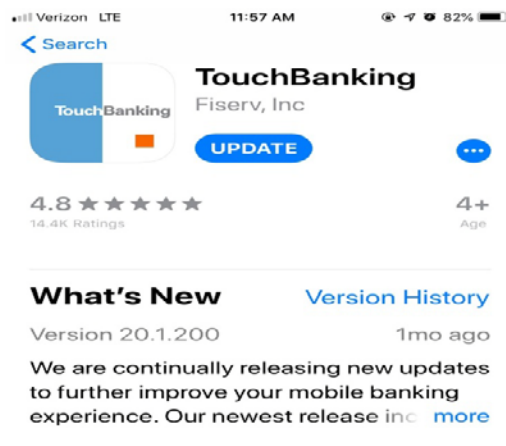 Verizon LTE 11:57 AM 82%
Search
TouchBanking
Fiserv, Inc
TouchBanking
UPDATE
4.8
4+
14.4K Ratings
Age
What's New Version History
Version 20.1.200 1mo ago
We are continually releasing new updates
to further improve your mobile banking
experience. Our newest release inc more